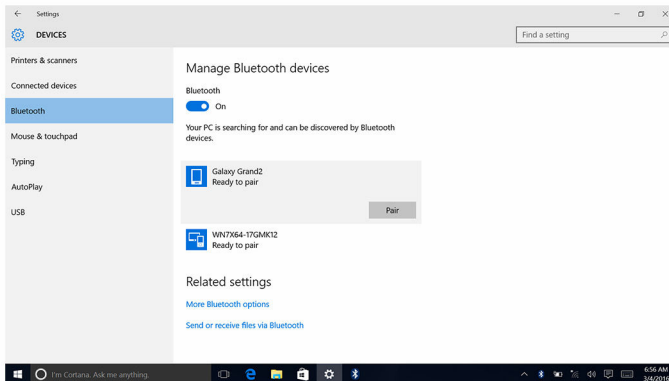 Settings
DEVICES
Find a setting
Printers & scanners
Connected devices
Bluetooth
Mouse & touchpad
Typing
AutoPlay
USB
Manage Bluetooth devices
Bluetooth
On
Your PC is searching for and can be discovered by Bluetooth
devices.
Galaxy Grand2
Ready to pair
Pair
WN7X64-17GMK12
Ready to pair
Related settings
More Bluetooth options
Send or receive files via Bluetooth
I'm Cortana. Ask me anything.
6:56 AM
3/4/2016